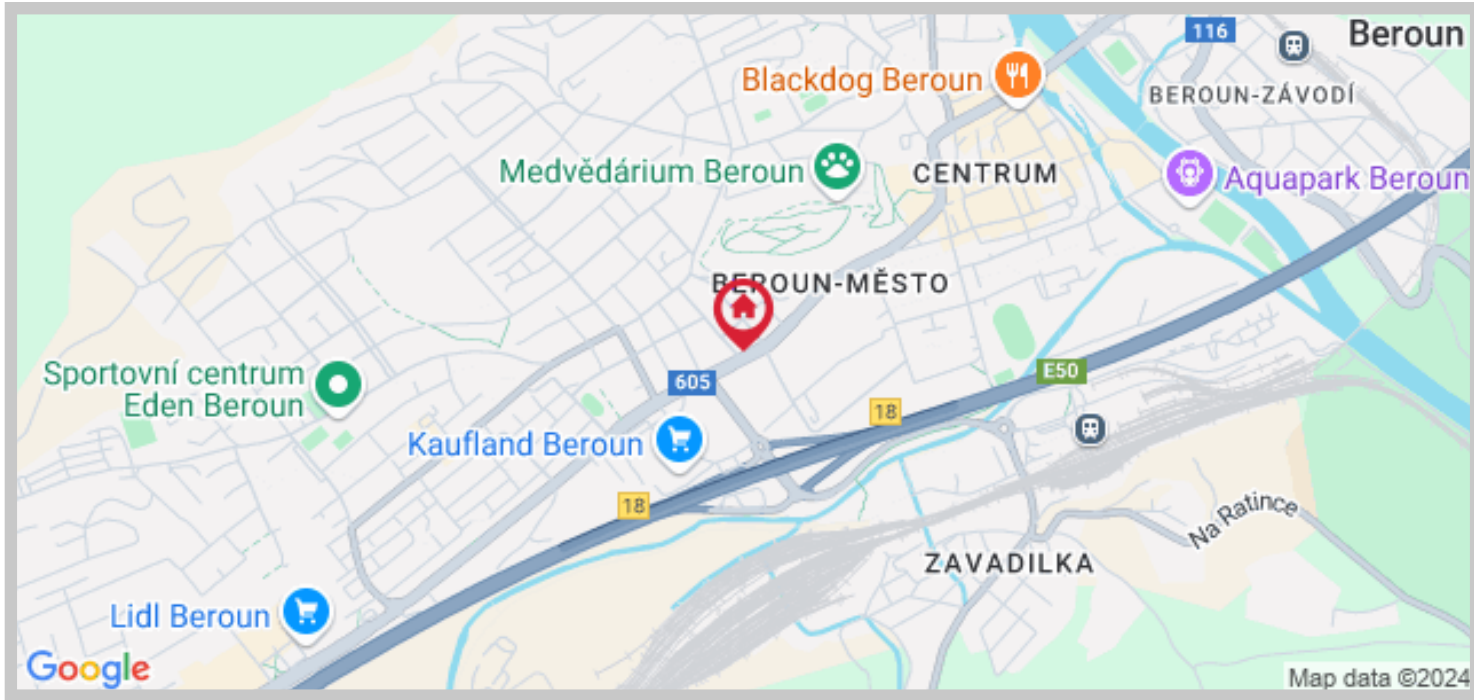 116
Beroun
Blackdog Beroun
BEROUN-ZÁVODÍ
Medvědárium Beroun
CENTRUM
Aquapark Beroun
BEROUN-MĚSTO
Sportovní centrum
Eden Beroun
605
E50
18
Kaufland Beroun
18
Na Ratince
ZAVADILKA
Lidl Beroun
Google
Map data ©2024